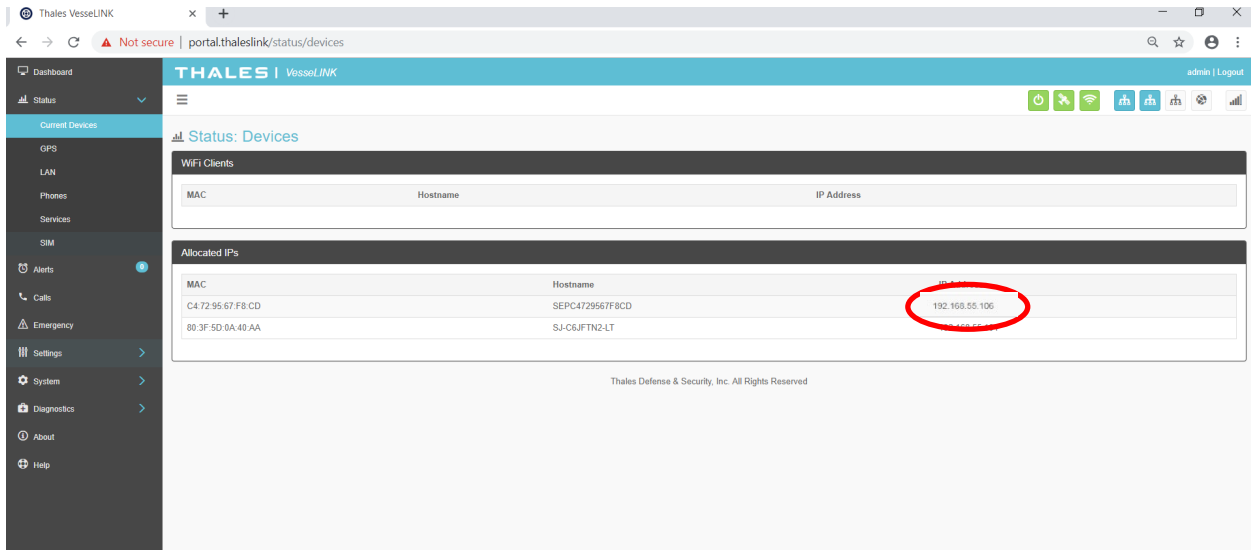 Thales VesseLINK
Not secure | portal.thaleslink/status/devices
Dashboard
THALES | VesseLINK
admin | Logout
Status
Current Devices
Status: Devices
GPS
WiFi Clients
LAN
Phones
MAC Hostname IP Address
Services
SIM
Allocated IPs
Alerts 0
MAC Hostname
Calls
C4:72:95:67:F8:CD SEPC4729567F8CD 192.168.55.106
Emergency
80:3F:5D:0A:40:AA SJ-C6JFTN2-LT
Settings
System
Thales Defense & Security, Inc. All Rights Reserved
Diagnostics
About
Help